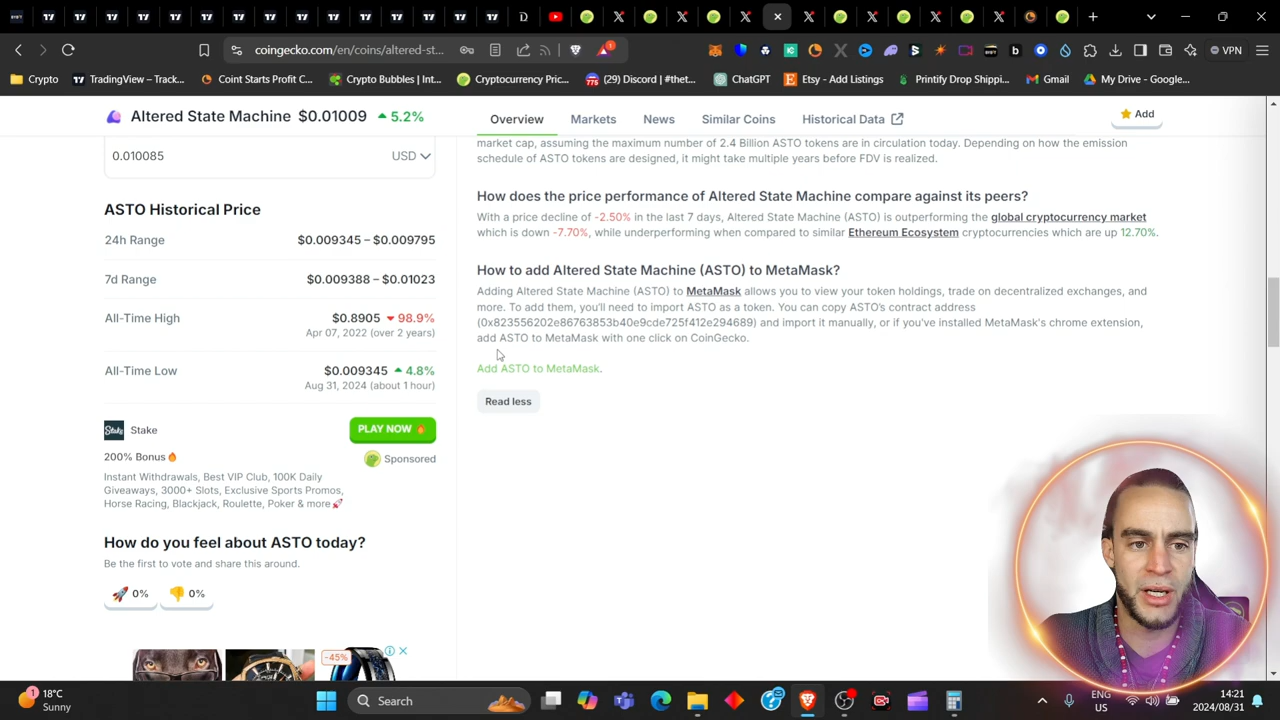 coingecko.com/en/coins/altered-st...
VPN
Crypto
TradingView – Track...
Coint Starts Profit C...
Crypto Bubbles | Int...
Cryptocurrency Pric...
(29) Discord | #thet...
ChatGPT
Etsy - Add Listings
Printify Drop Shippi...
Gmail
My Drive - Google...
Altered State Machine $0.01009 5.2%
Overview
Markets
News
Similar Coins
Historical Data
Add
0.010085
USD
market cap, assuming the maximum number of 2.4 Billion ASTO tokens are in circulation today. Depending on how the emission
schedule of ASTO tokens are designed, it might take multiple years before FDV is realized.
How does the price performance of Altered State Machine compare against its peers?
With a price decline of -2.50% in the last 7 days, Altered State Machine (ASTO) is outperforming the global cryptocurrency market
which is down -7.70%, while underperforming when compared to similar Ethereum Ecosystem cryptocurrencies which are up 12.70%.
How to add Altered State Machine (ASTO) to MetaMask?
Adding Altered State Machine (ASTO) to MetaMask allows you to view your token holdings, trade on decentralized exchanges, and
more. To add them, you'll need to import ASTO as a token. You can copy ASTO's contract address
(0x823556202e86763853b40e9cde725f412e294689) and import it manually, or if you've installed MetaMask's chrome extension,
add ASTO to MetaMask with one click on CoinGecko.
Add ASTO to MetaMask.
Read less
ASTO Historical Price
24h Range $0.009345 – $0.009795
7d Range $0.009388 – $0.01023
All-Time High $0.8905 98.9%
Apr 07, 2022 (over 2 years)
All-Time Low $0.009345 4.8%
Aug 31, 2024 (about 1 hour)
Stake
Stake
PLAY NOW
200% Bonus
Sponsored
Instant Withdrawals, Best VIP Club, 100K Daily
Giveaways, 3000+ Slots, Exclusive Sports Promos,
Horse Racing, Blackjack, Roulette, Poker & more
How do you feel about ASTO today?
Be the first to vote and share this around.
0%
0%
-45%
1
18°C
Sunny
Search
ENG
US
14:21
2024/08/31